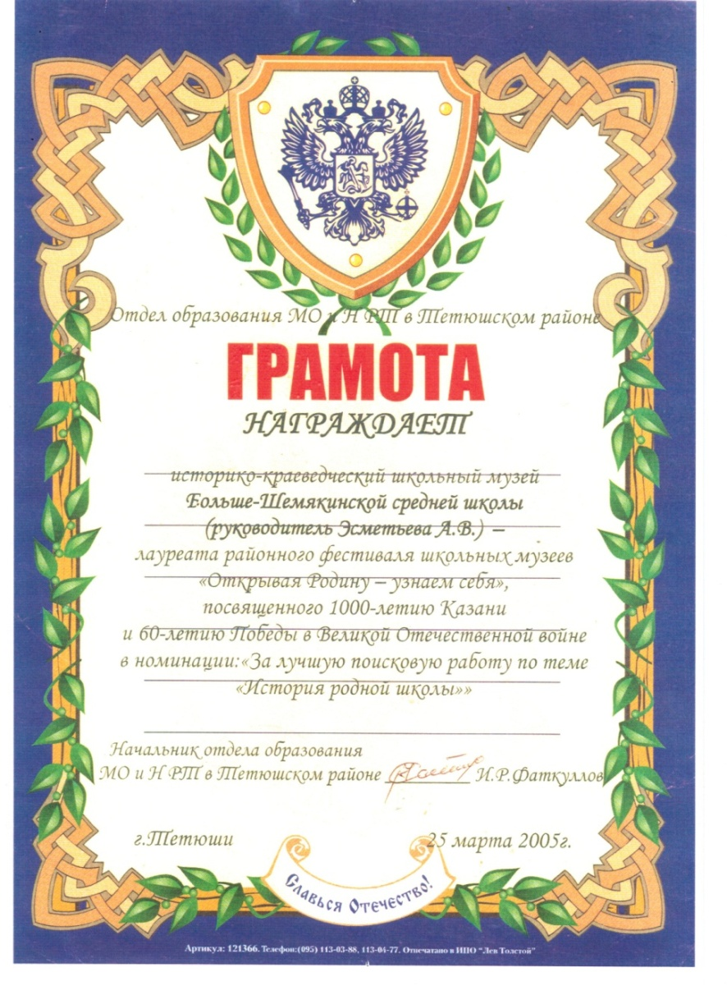 Отдел образования МО и Н РТ в Тетюшском районе
ГРАМОТА
НАГРАЖДАЕТ
историко-краеведческий школьный музей
Больше-Шемякинской средней школы
(руководитель Эсметьева А.В.) –
лауреата районного фестиваля школьных музеев
«Открывая Родину – узнаем себя»,
посвященного 1000-летию Казани
и 60-летию Победы в Великой Отечественной войне
в номинации:«За лучшую поисковую работу по теме
«История родной школы»»
Начальник отдела образования
МО и Н РТ в Тетюшском районе И.Р.Фаткуллов
г.Тетюши 25 марта 2005г.
Славься Отечество!
Артикул: 121366. Телефон:(095) 113-03-88, 113-04-77. Отпечатано в ИПО "Лев Толстой"